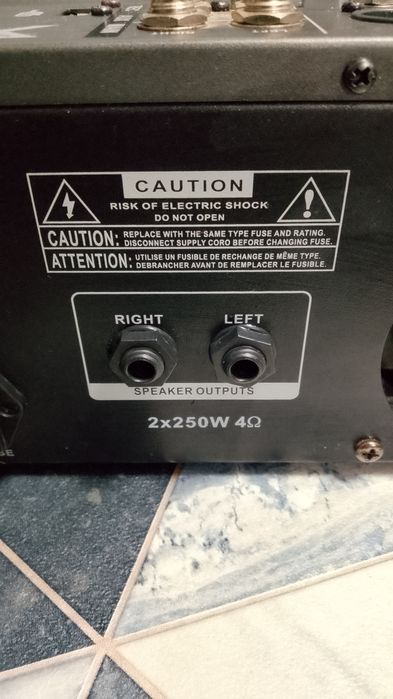 CAUTION
RISK OF ELECTRIC SHOCK
DO NOT OPEN
CAUTION: REPLACE WITH THE SAME TYPE FUSE AND RATING.
DISCONNECT SUPPLY CORD BEFORE CHANGING FUSE.
ATTENTION: UTILISE UN FUSIBLE DE RECHANGE DE MÊME TYPE.
DEBRANCHER AVANT DE REMPLACER LE FUSIBLE.
RIGHT LEFT
SPEAKER OUTPUTS
2x250W 4Ω